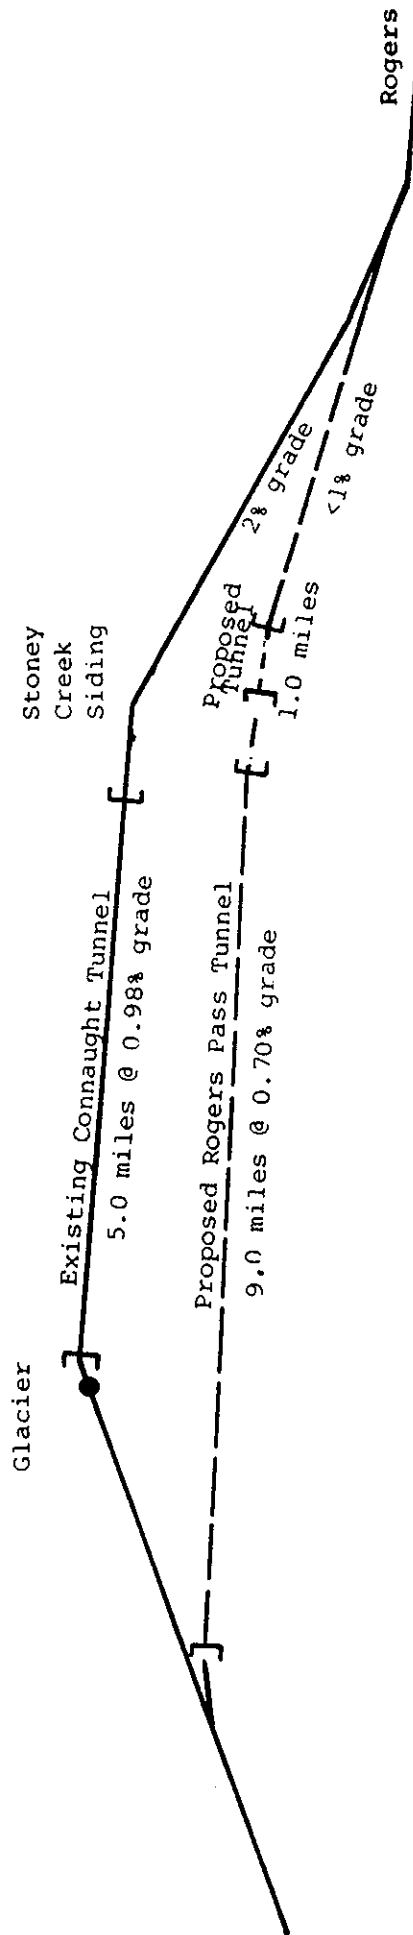 Glacier
Existing Connaught Tunnel
5.0 miles @ 0.98% grade
Stoney
Creek
Siding
2% grade
<1% grade
Proposed
Tunnel
1.0 miles
Proposed Rogers Pass Tunnel
9.0 miles @ 0.70% grade
Rogers